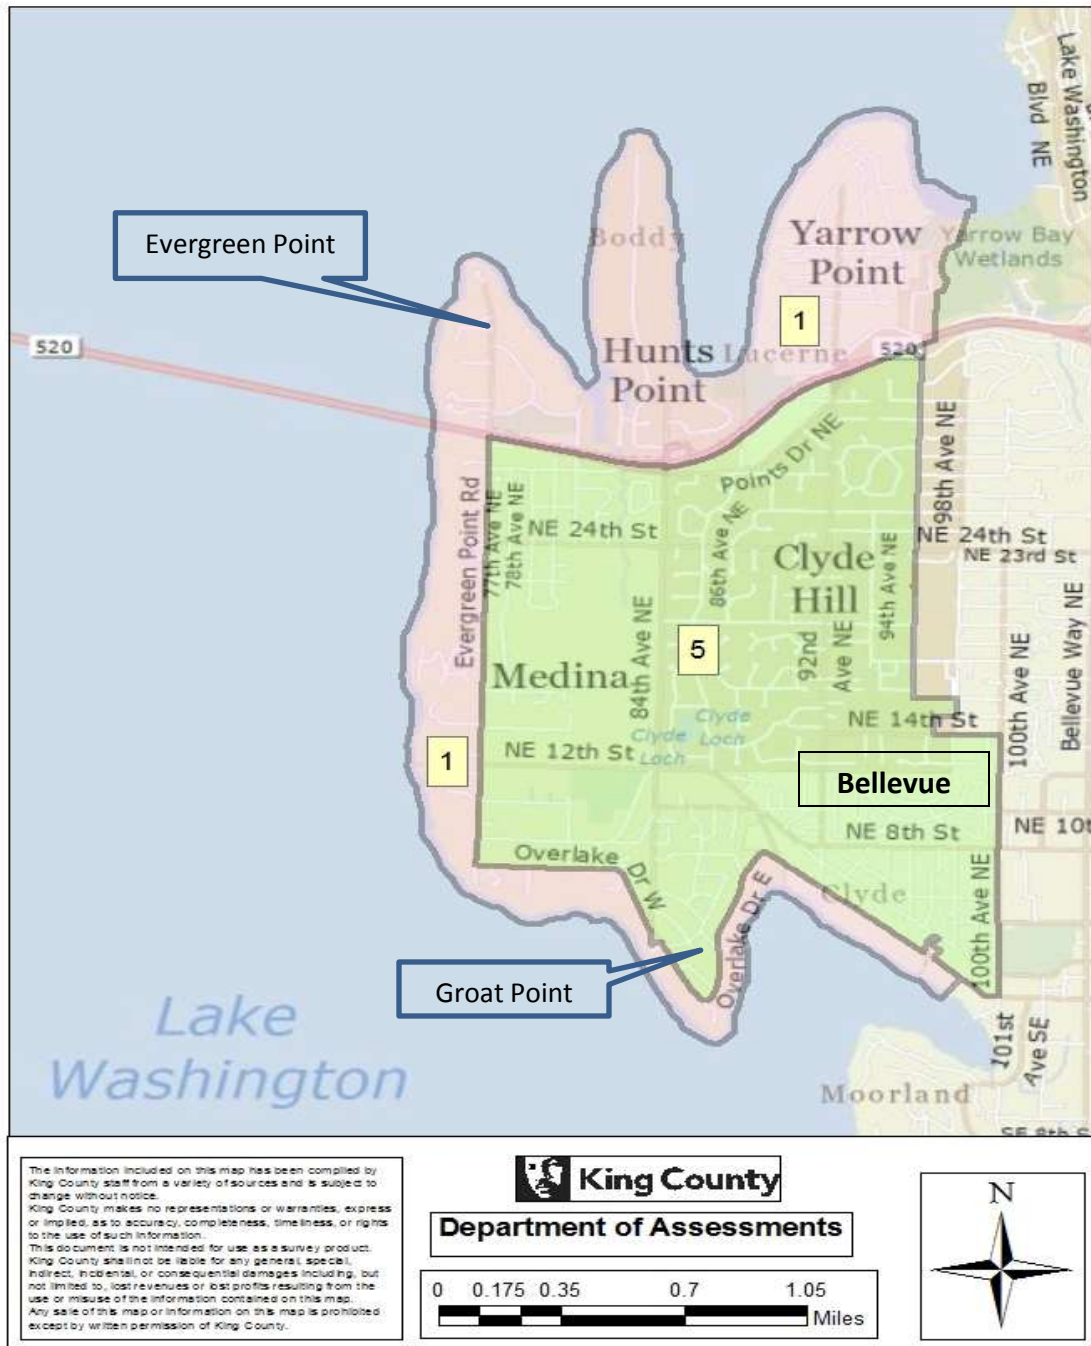 Lake Washington
Blvd NE
Evergreen Point
Boddy
Yarrow
Point
Yarrow Bay
Wetlands
1
520
Hunts
Point
Lucerne
520
Points Dr NE
98th Ave NE
Evergreen Point Rd
77th Ave NE
78th Ave NE
NE 24th St
86th Ave NE
Clyde
Hill
94th Ave NE
NE 24th St
NE 23rd St
5
Medina
84th Ave NE
92nd
Ave NE
100th Ave NE
Bellevue Way NE
Clyde
Loch
Clyde
Loch
NE 14th St
1
NE 12th St
Bellevue
NE 8th St
NE 10t
Overlake
Dr W
Overlake Dr E
Clyde
100th Ave NE
Groat Point
Lake
Washington
101st
Ave SE
Moorland
SE 8th S
The information included on this map has been compiled by
King County staff from a variety of sources and is subject to
change without notice.
King County makes no representations or warranties, express
or implied, as to accuracy, completeness, timeliness, or rights
to the use of such information.
This document is not intended for use as a survey product.
King County shall not be liable for any general, special,
indirect, incidental, or consequential damages including, but
not limited to, lost revenues or lost profits resulting from the
use or misuse of the information contained on this map.
Any sale of this map or information on this map is prohibited
except by written permission of King County.
King County
Department of Assessments
0 0.175 0.35 0.7 1.05
Miles
N